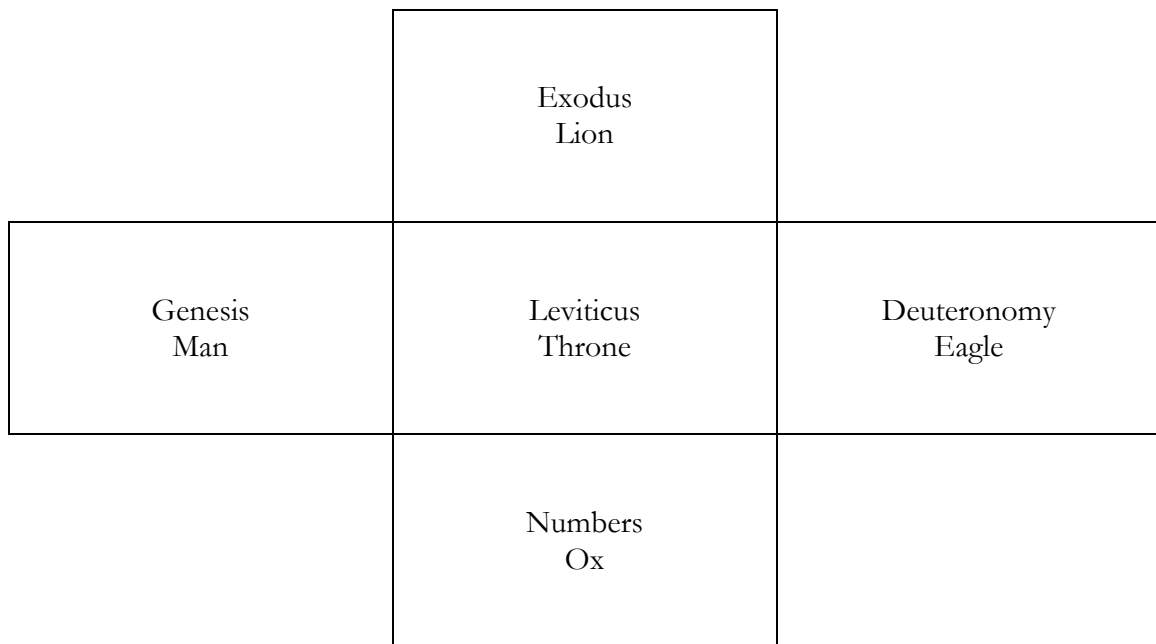 Exodus
Lion
Genesis
Man
Leviticus
Throne
Deuteronomy
Eagle
Numbers
Ox